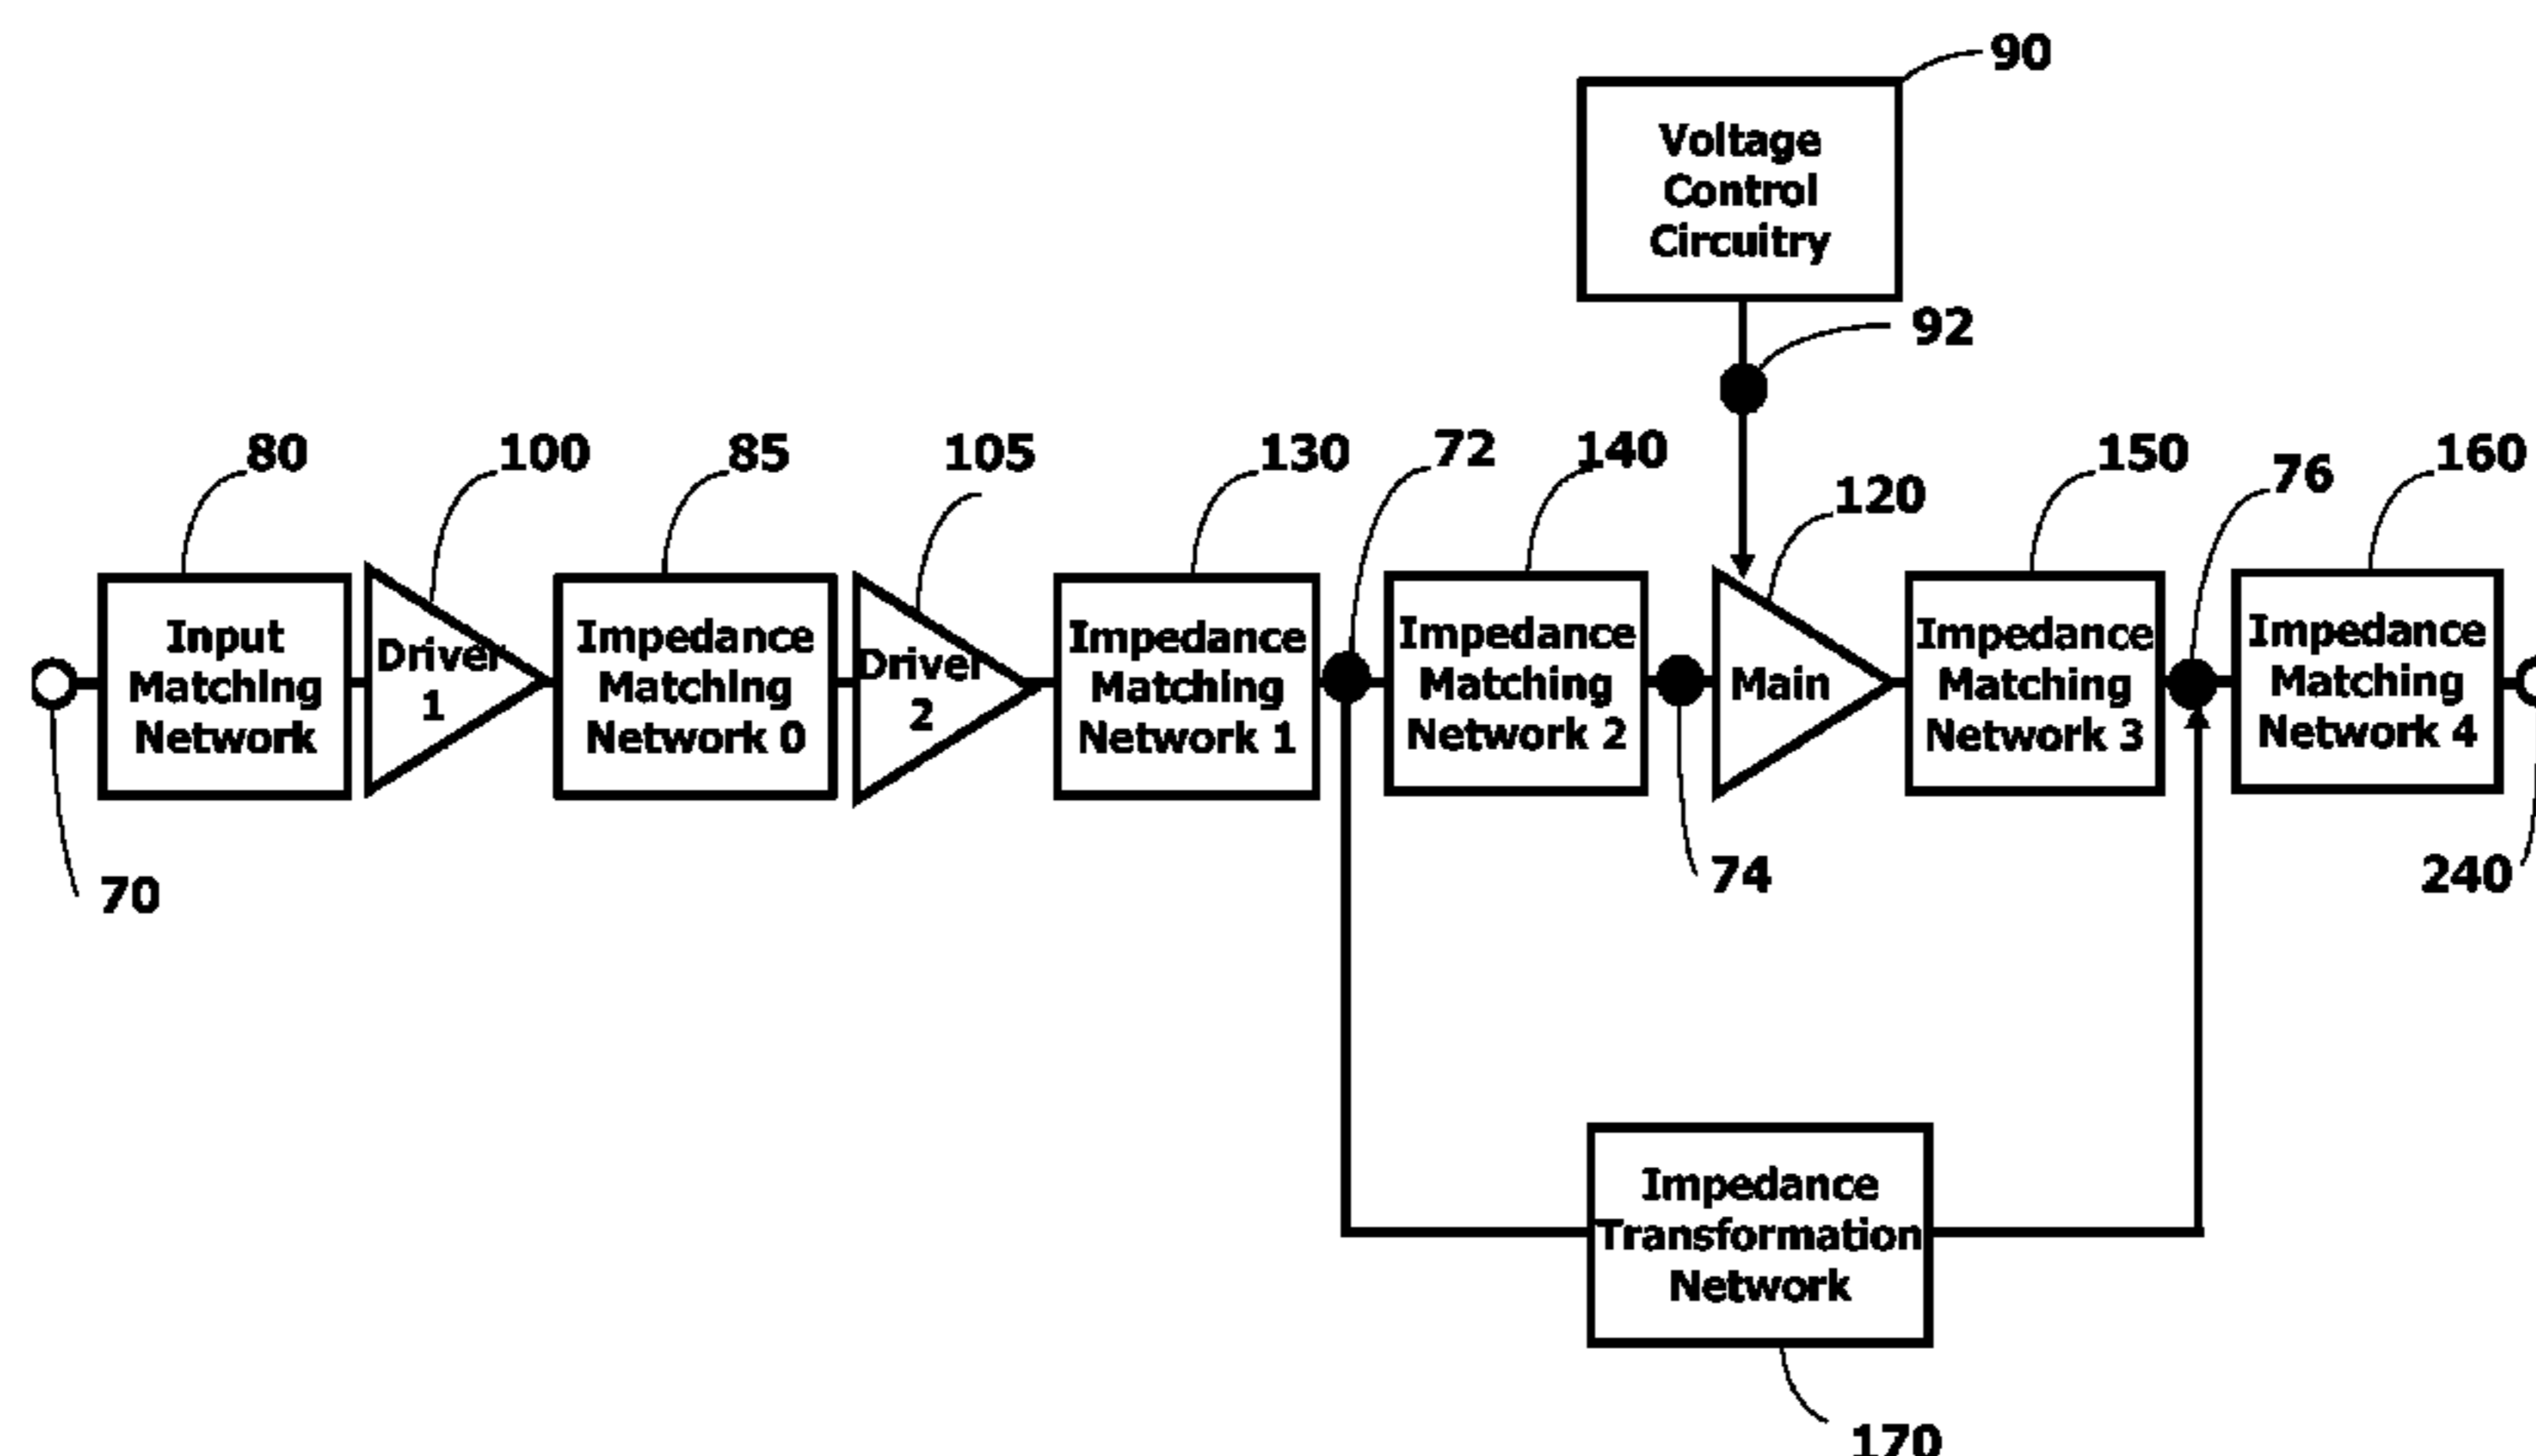 90
Voltage
Control
Circuitry
92
80
100
85
105
130
72
140
120
150
76
160
Input
Matching
Network
Driver
1
Impedance
Matching
Network 0
Driver
2
Impedance
Matching
Network 1
Impedance
Matching
Network 2
Main
Impedance
Matching
Network 3
Impedance
Matching
Network 4
70
74
240
Impedance
Transformation
Network
170